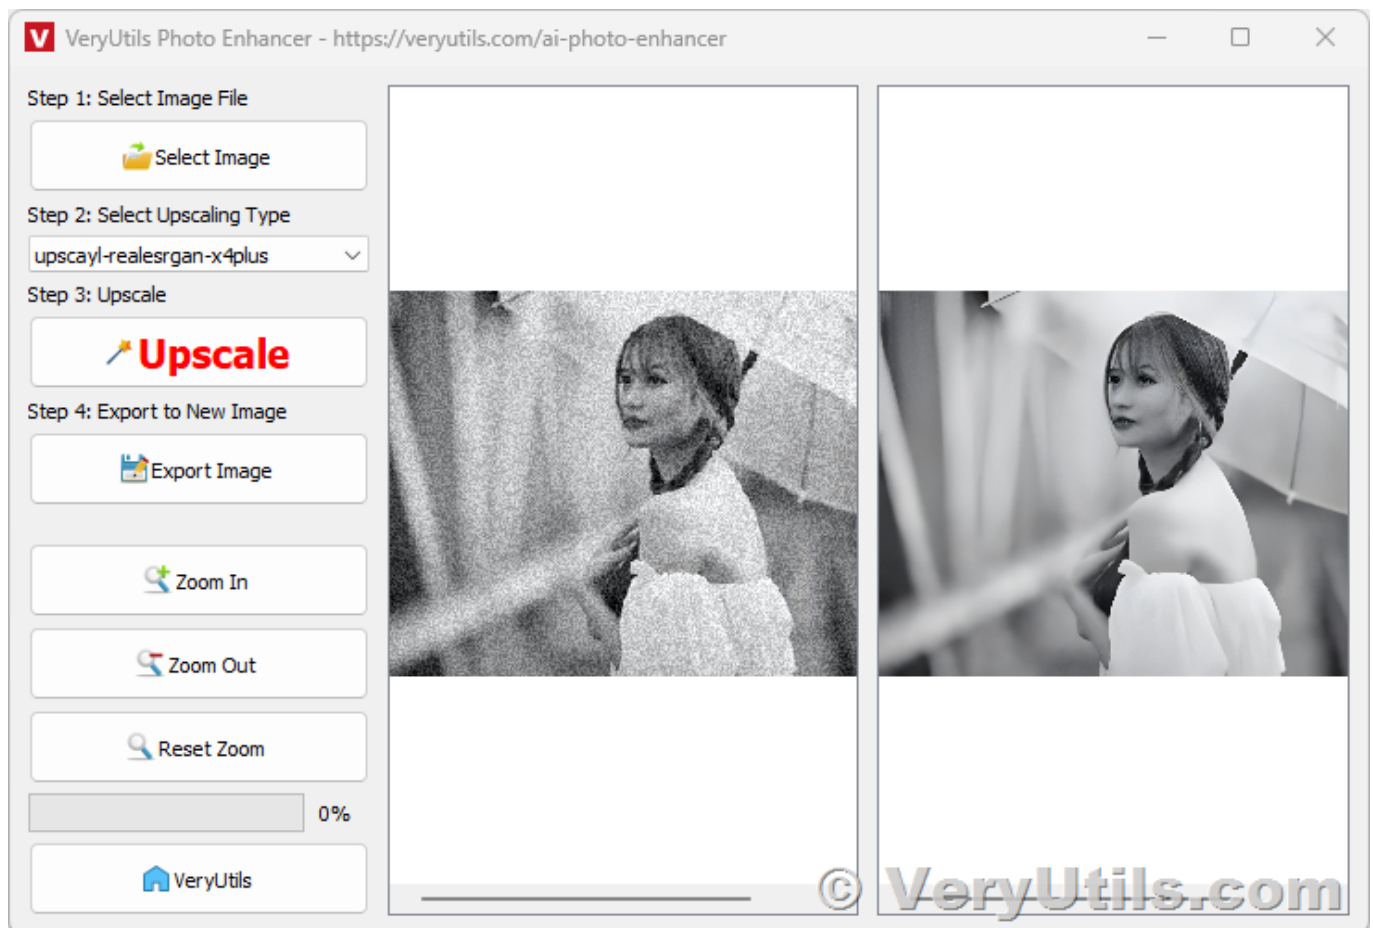 VeryUtils Photo Enhancer - https://veryutils.com/ai-photo-enhancer
Step 1: Select Image File
Select Image
Step 2: Select Upscaling Type
upscayl-realesrgan-x4plus
Step 3: Upscale
Upscale
Step 4: Export to New Image
Export Image
Zoom In
Zoom Out
Reset Zoom
0%
VeryUtils
© VeryUtils.com